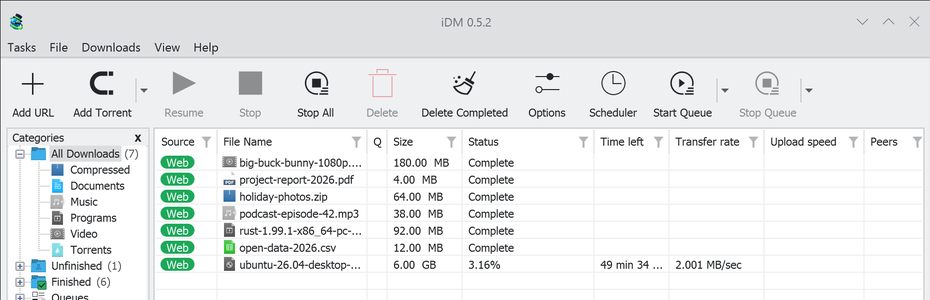 iDM 0.5.2
Tasks File Downloads View Help
Add URL Add Torrent Resume Stop Stop All Delete Delete Completed Options Scheduler Start Queue Stop Queue
Categories x
Source File Name Q Size Status Time left Transfer rate Upload speed Peers
All Downloads (7)
Compressed
Documents
Music
Programs
Video
Torrents
Unfinished (1)
Finished (6)
Queues
Web big-buck-bunny-1080p.... 180.00 MB Complete
Web project-report-2026.pdf 4.00 MB Complete
Web holiday-photos.zip 64.00 MB Complete
Web podcast-episode-42.mp3 38.00 MB Complete
Web rust-1.99.1-x86_64-pc-... 92.00 MB Complete
Web open-data-2026.csv 12.00 MB Complete
Web ubuntu-26.04-desktop-... 6.00 GB 3.16% 49 min 34 ... 2.001 MB/sec